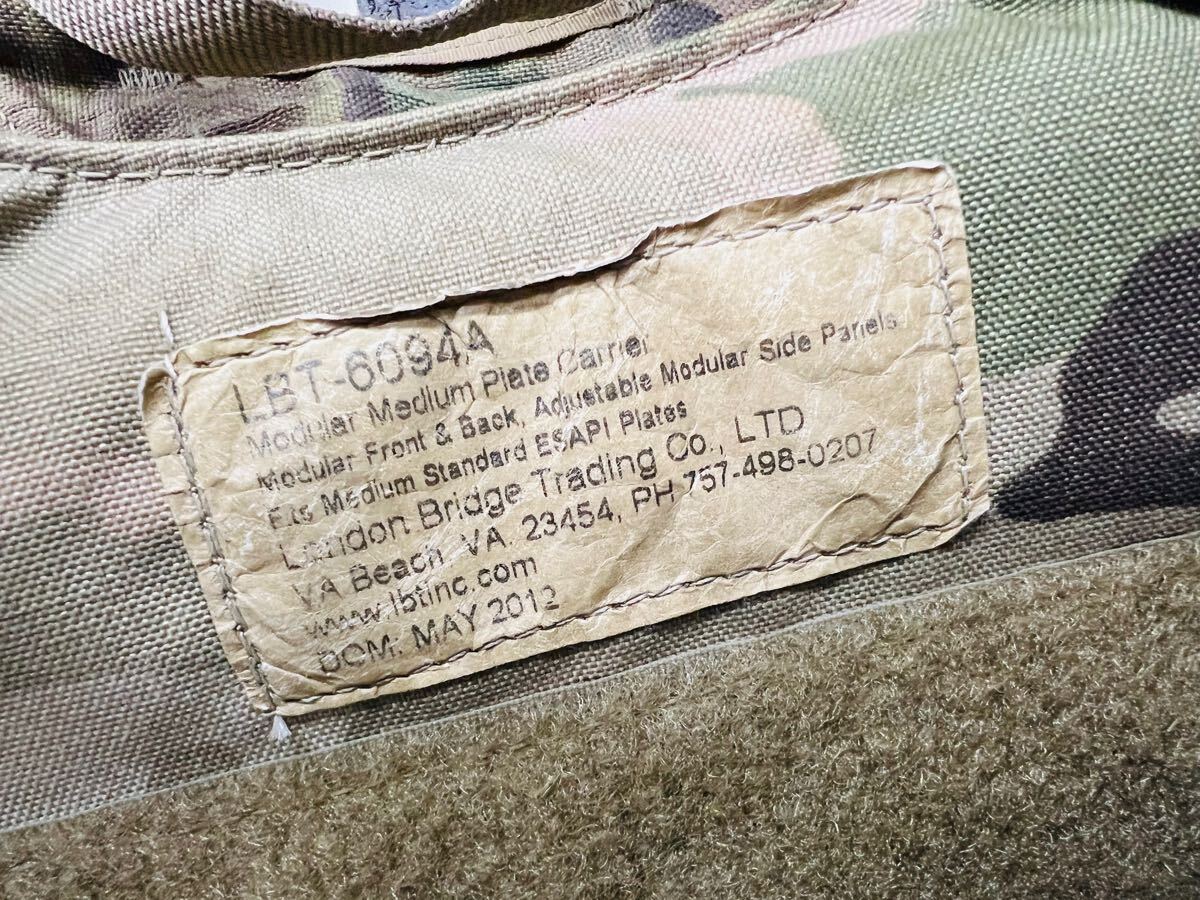 LBT-6094A
Modular Medium Plate Carrier
Modular Front & Back, Adjustable Modular Side Panels
Fits Medium Standard ESAPI Plates
London Bridge Trading Co., LTD
VA Beach, VA. 23454, PH 757-498-0207
www.lbtinc.com
DOM: MAY 2012